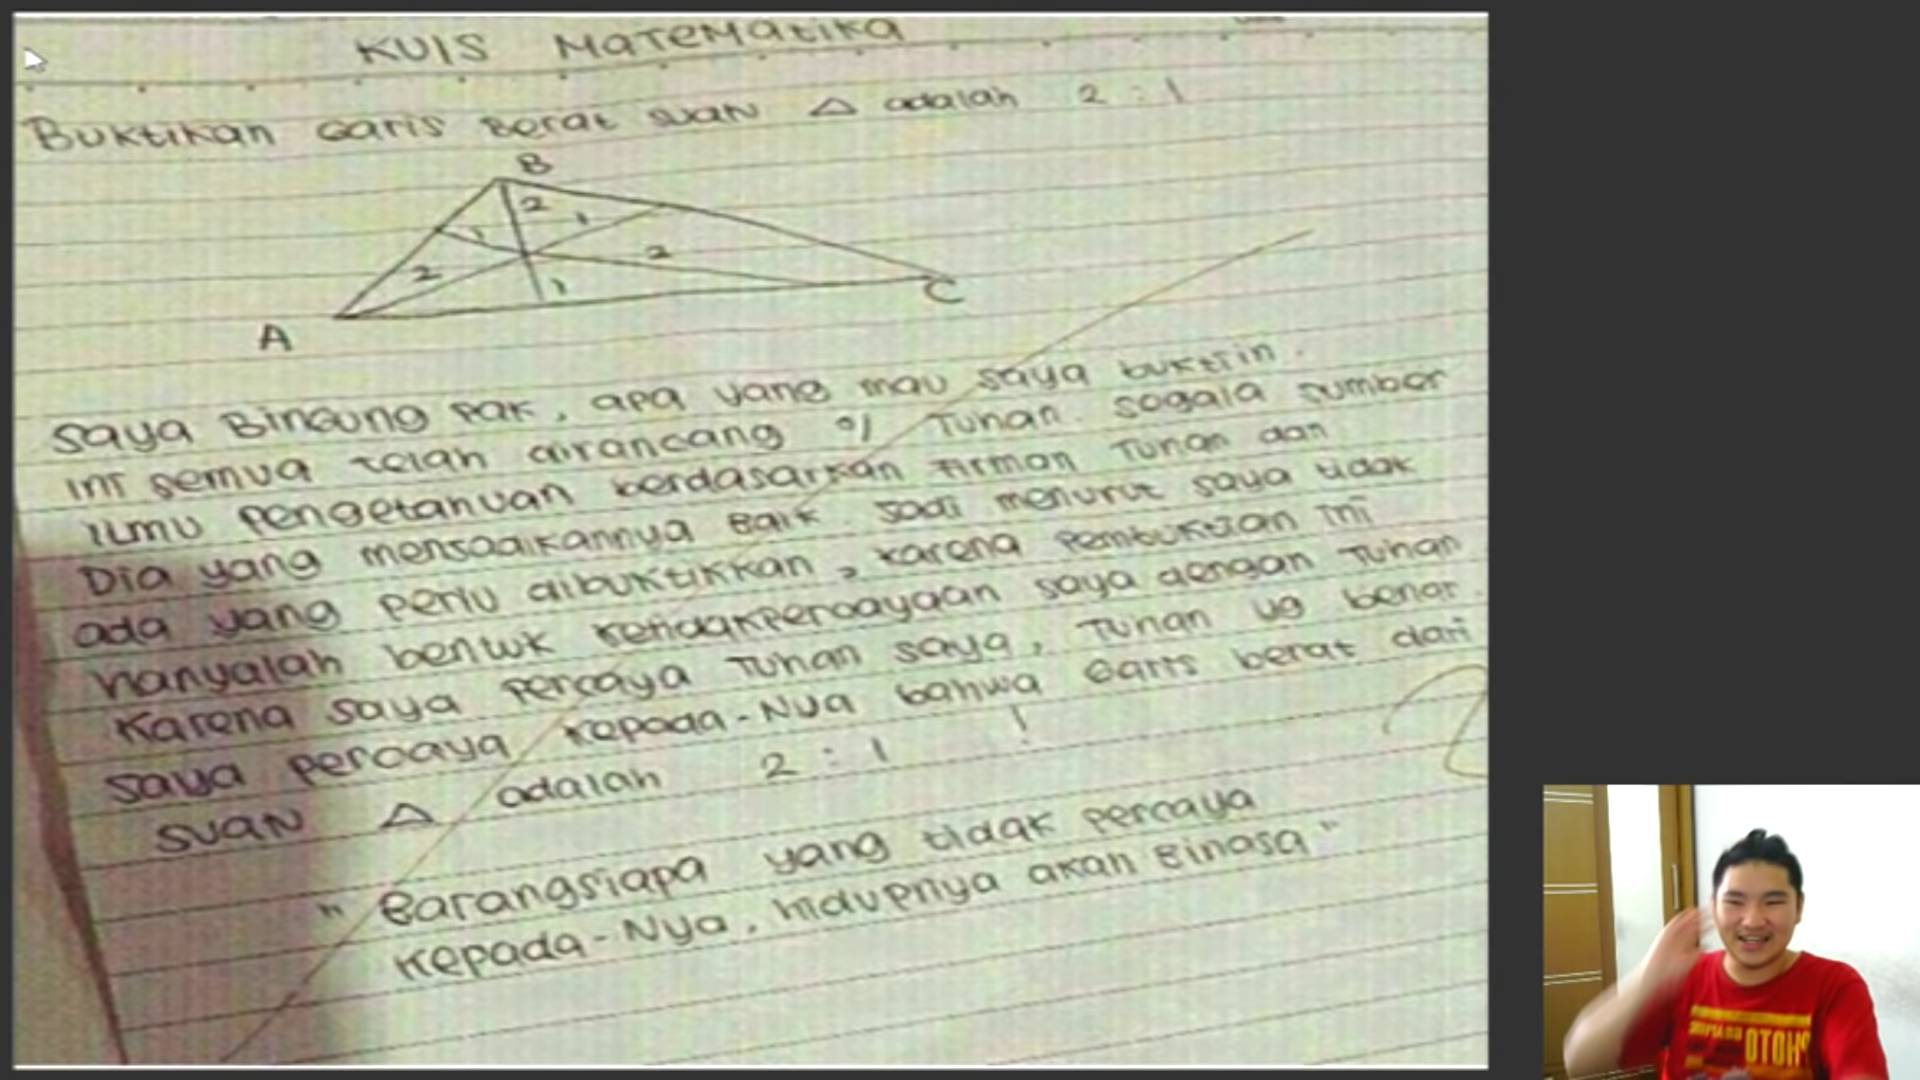 KUIS MATEMATIKA
Buktikan Garis Berat suatu △ adalah 2 : 1
B
2
1
1
2
2
1
C
A
Saya Bingung pak, apa yang mau saya buktiin.
Ini semua telah dirancang o/ Tuhan. Segala sumber
ilmu pengetahuan berdasarkan Firman Tuhan dan
Dia yang menjadikannya baik. Jadi menurut saya tidak
ada yang perlu dibuktikkan, karena pembuktian ini
hanyalah bentuk ketidakpercayaan saya dengan Tuhan
Karena saya percaya Tuhan saya, Tuhan yg benar.
saya percaya kepada-Nya bahwa Garis berat dari
suatu △ adalah 2 : 1 !
" Barangsiapa yang tidak percaya
kepada-Nya, hidupnya akan Binasa "
2